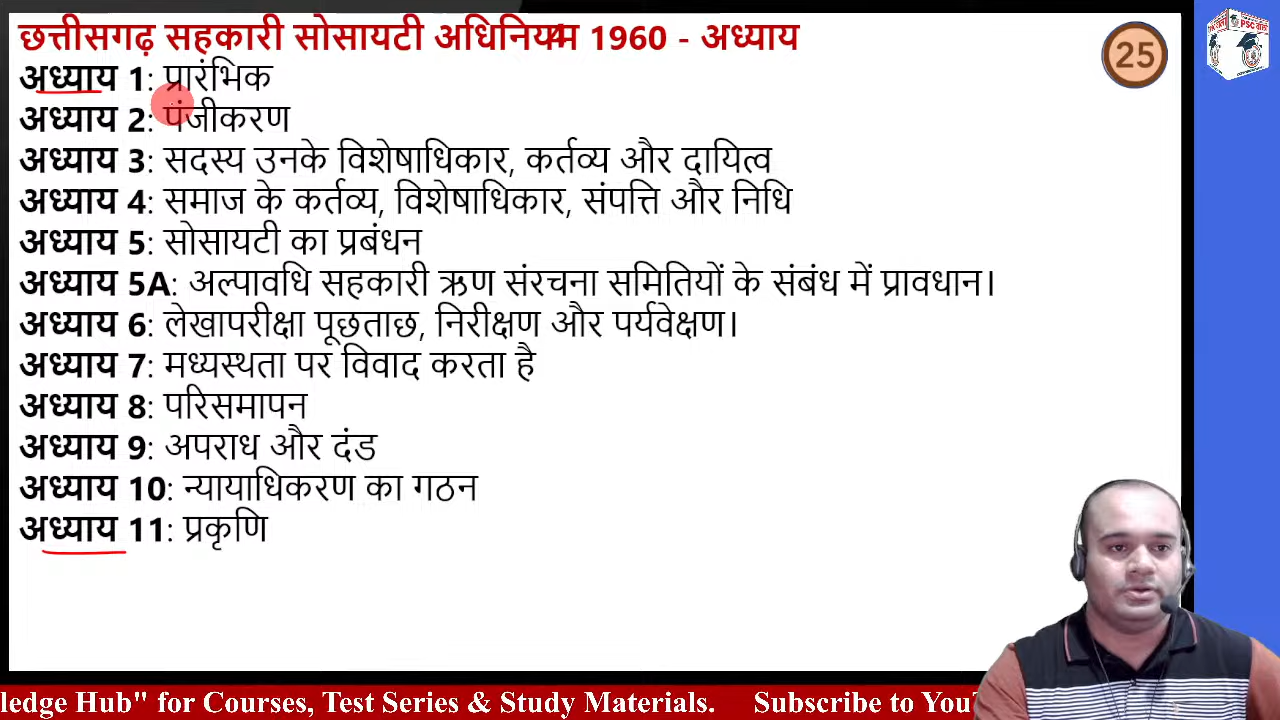 छत्तीसगढ़ सहकारी सोसायटी अधिनियम 1960 - अध्याय
25
अध्याय 1: प्रारंभिक
अध्याय 2: पंजीकरण
अध्याय 3: सदस्य उनके विशेषाधिकार, कर्तव्य और दायित्व
अध्याय 4: समाज के कर्तव्य, विशेषाधिकार, संपत्ति और निधि
अध्याय 5: सोसायटी का प्रबंधन
अध्याय 5A: अल्पावधि सहकारी ऋण संरचना समितियों के संबंध में प्रावधान।
अध्याय 6: लेखापरीक्षा पूछताछ, निरीक्षण और पर्यवेक्षण।
अध्याय 7: मध्यस्थता पर विवाद करता है
अध्याय 8: परिसमापन
अध्याय 9: अपराध और दंड
अध्याय 10: न्यायाधिकरण का गठन
अध्याय 11: प्रकृणि
ledge Hub" for Courses, Test Series & Study Materials. Subscribe to You